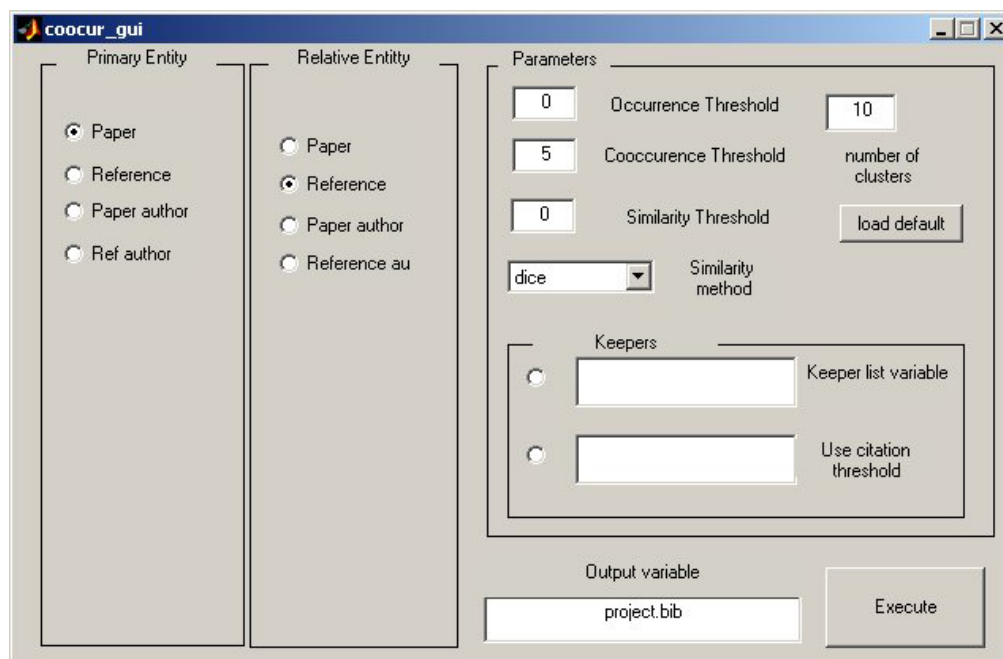 coocur_gui
Primary Entity
Paper
Reference
Paper author
Ref author
Relative Entitty
Paper
Reference
Paper author
Reference au
Parameters
0 Occurrence Threshold
10
5 Cooccurence Threshold
number of
clusters
0 Similarity Threshold
load default
dice
Similarity
method
Keepers
Keeper list variable
Use citation
threshold
Output variable
project.bib
Execute